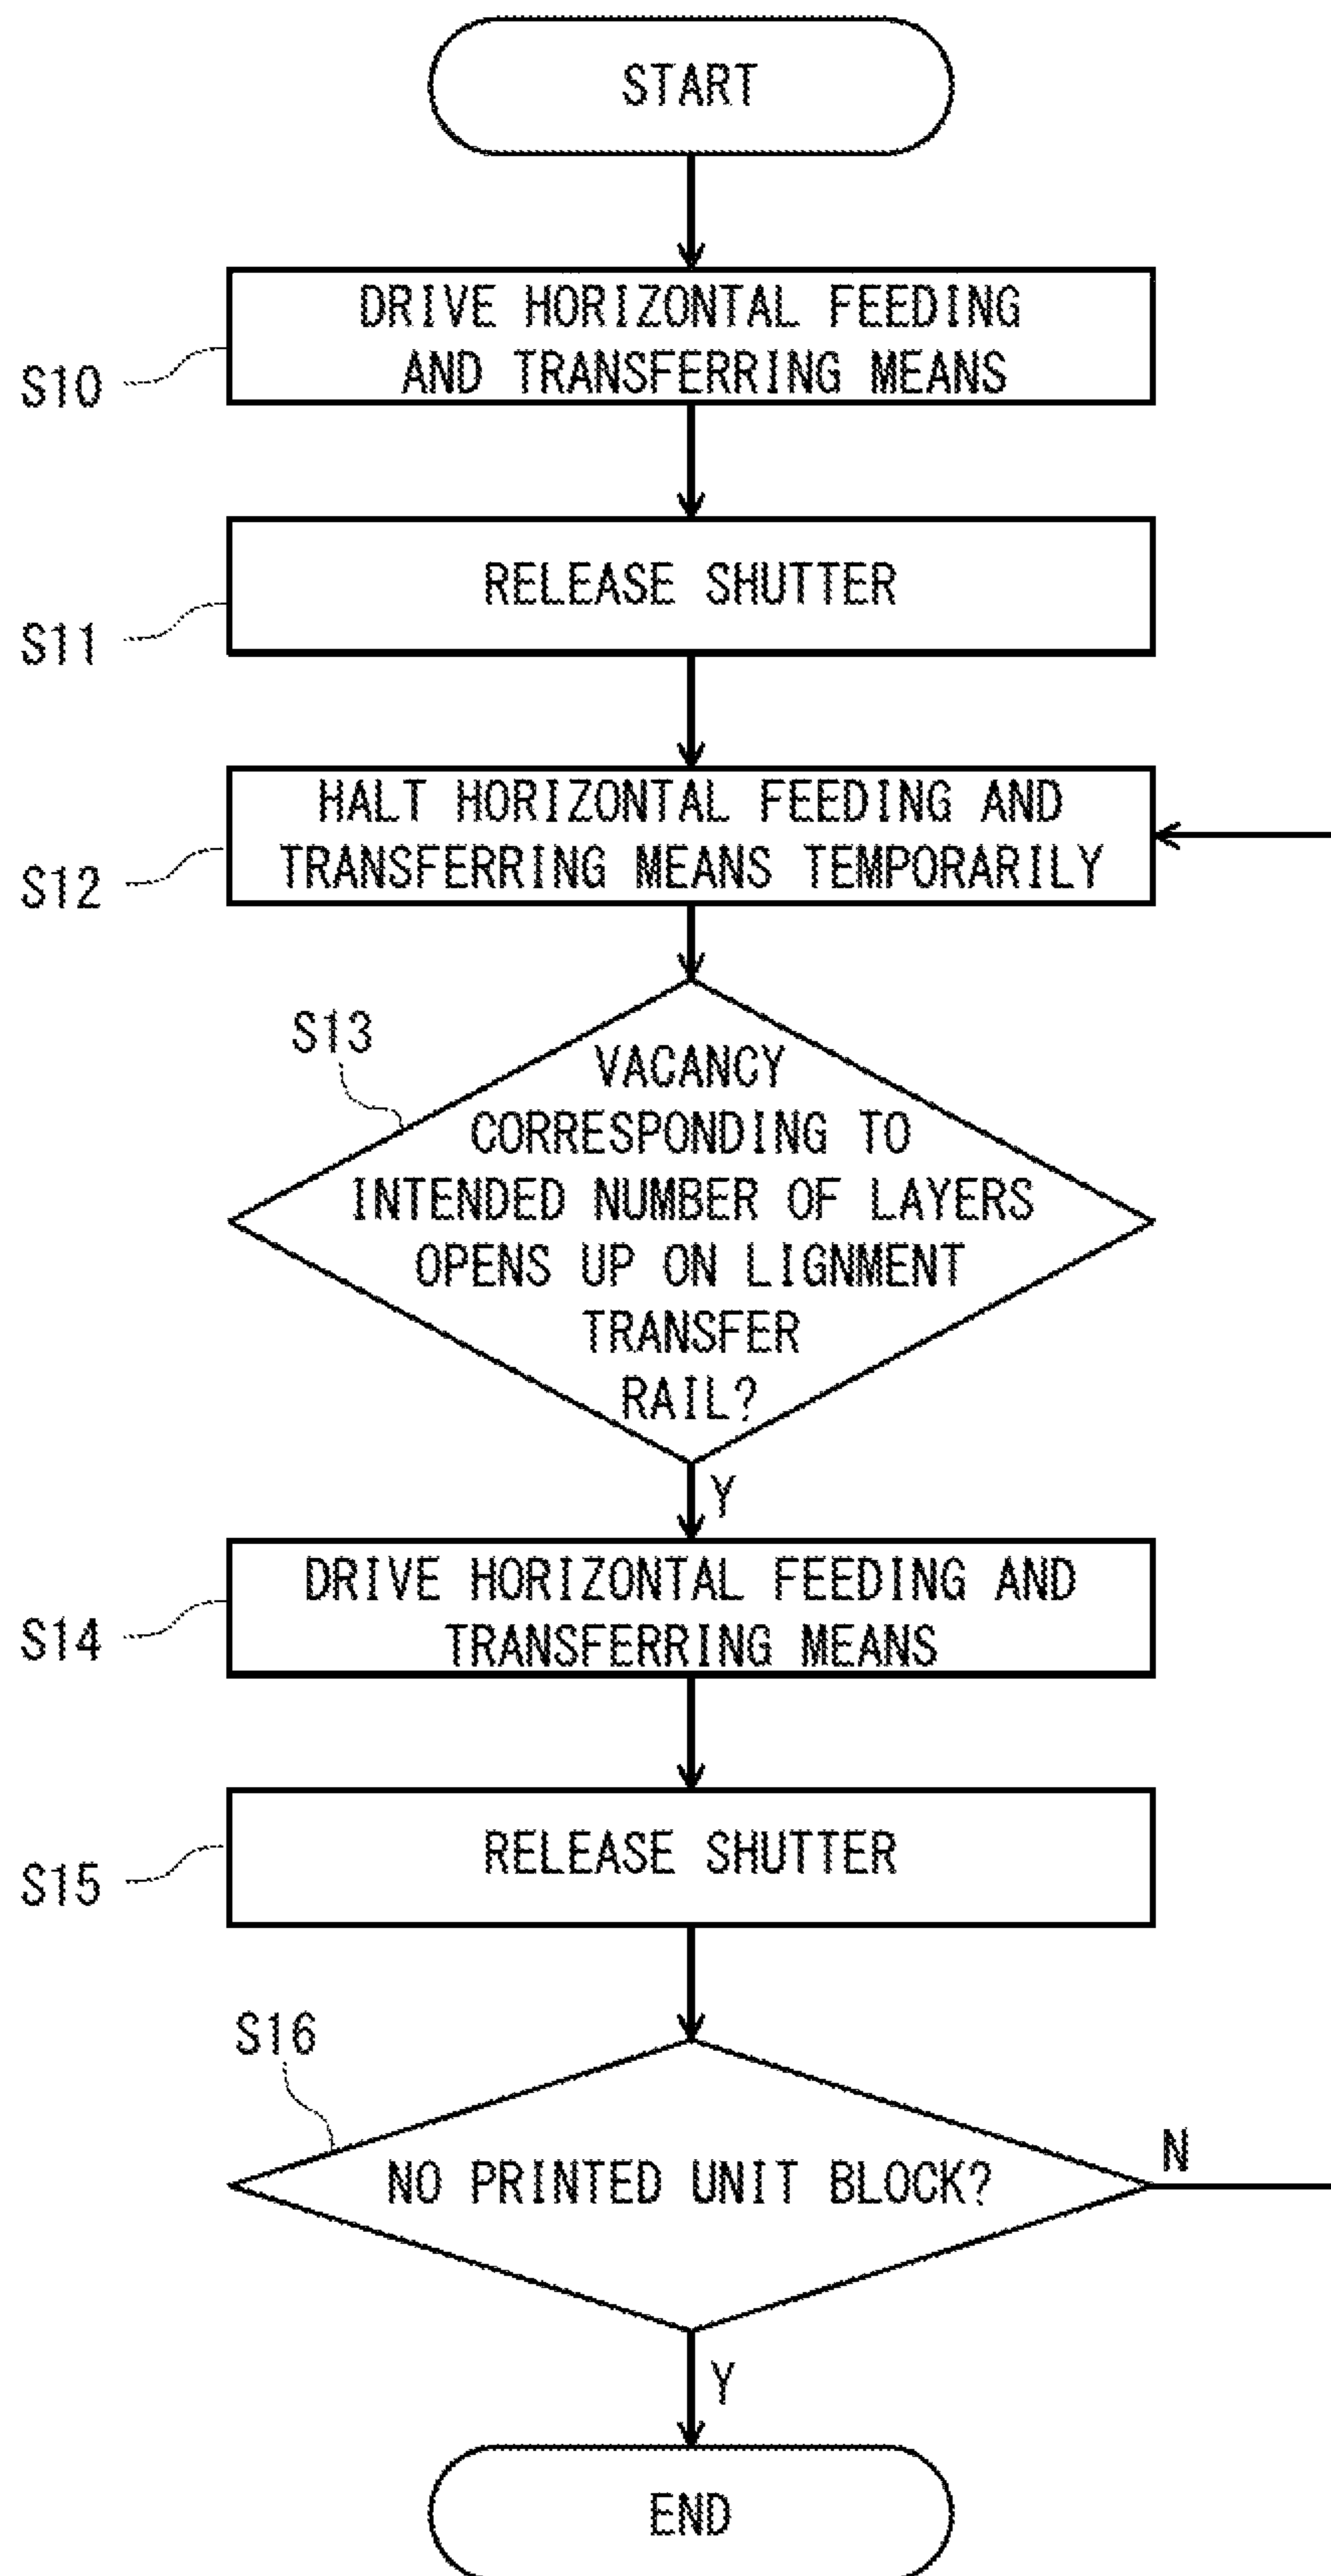 START
DRIVE HORIZONTAL FEEDING
AND TRANSFERRING MEANS
S10
RELEASE SHUTTER
S11
HALT HORIZONTAL FEEDING AND
TRANSFERRING MEANS TEMPORARILY
S12
S13
VACANCY
CORRESPONDING TO
INTENDED NUMBER OF LAYERS
OPENS UP ON LIGNMENT
TRANSFER
RAIL?
Y
DRIVE HORIZONTAL FEEDING AND
TRANSFERRING MEANS
S14
RELEASE SHUTTER
S15
S16
NO PRINTED UNIT BLOCK?
N
Y
END